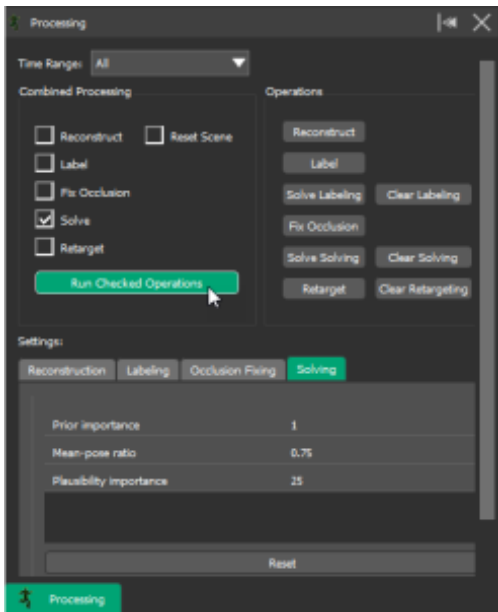 Processing
Time Range: All
Combined Processing
Operations
Reconstruct
Reset Scene
Label
Fix Occlusion
Solve
Retarget
Run Checked Operations
Reconstruct
Label
Solve Labeling
Clear Labeling
Fix Occlusion
Solve Solving
Clear Solving
Retarget
Clear Retargeting
Settings:
Reconstruction
Labeling
Occlusion Fixing
Solving
Prior importance 1
Mean-pose ratio 0.75
Plausibility importance 25
Reset
Processing